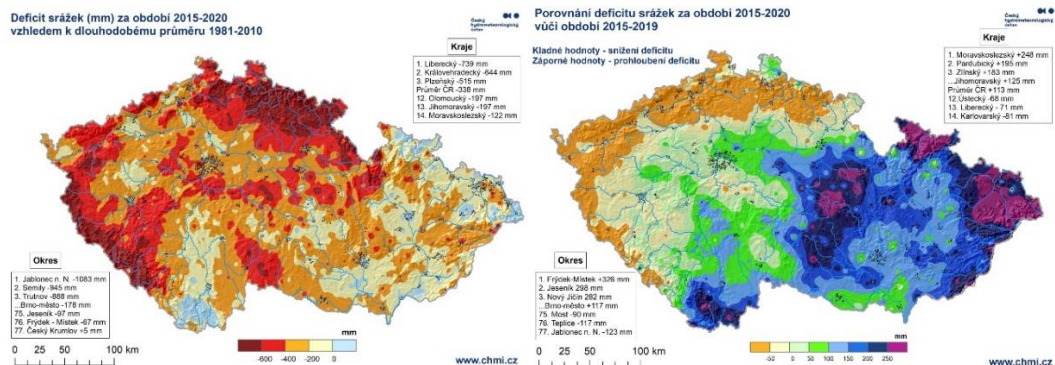 Deficit srážek (mm) za období 2015-2020
vzhledem k dlouhodobému průměru 1981-2010
Český
hydrometeorologický
ústav
Kraje
1. Liberecký -739 mm
2. Královehradecký -644 mm
3. Plzeňský -515 mm
Průměr ČR -338 mm
12. Olomoucký -197 mm
13. Jihomoravský -197 mm
14. Moravskoslezský -122 mm
Okres
1. Jablonec n. N. -1083 mm
2. Semily -945 mm
3. Trutnov -888 mm
...Brno-město -178 mm
75. Jeseník -97 mm
76. Frýdek - Místek -67 mm
77. Český Krumlov +5 mm
0 25 50 100 km
mm
-600 -400 -200 0
www.chmi.cz
Porovnání deficitu srážek za období 2015-2020
vůči období 2015-2019
Kladné hodnoty - snížení deficitu
Záporné hodnoty - prohloubení deficitu
Český
hydrometeorologický
ústav
Kraje
1. Moravskoslezský +248 mm
2. Pardubický +195 mm
3. Zlínský +183 mm
...Jihomoravský +125 mm
Průměr ČR +113 mm
12.Ústecký -68 mm
13. Liberecký - 71 mm
14. Karlovarský -81 mm
Okres
1. Frýdek-Místek +326 mm
2. Jeseník 298 mm
3. Nový Jičín 282 mm
...Brno-město +117 mm
75. Most -90 mm
76. Teplice -117 mm
77. Jablonec n. N. -123 mm
0 25 50 100 km
mm
-50 0 50 100 150 200 250
www.chmi.cz